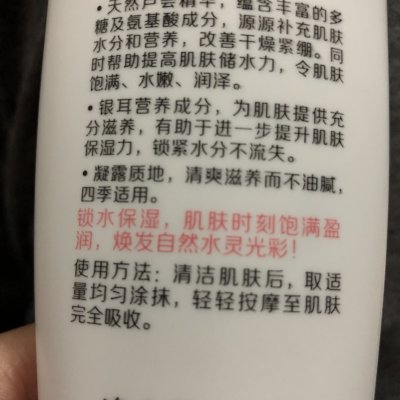 •天然芦荟精华，蕴含丰富的多
糖及氨基酸成分，源源补充肌肤
水分和营养，改善干燥紧绷。同
时帮助提高肌肤储水力，令肌肤
饱满、水嫩、润泽。
•银耳营养成分，为肌肤提供充
分滋养，有助于进一步提升肌肤
保湿力，锁紧水分不流失。
•凝露质地，清爽滋养而不油腻，
四季适用。
锁水保湿，肌肤时刻饱满盈
润，焕发自然水灵光彩！
使用方法：清洁肌肤后，取适
量均匀涂抹，轻轻按摩至肌肤
完全吸收。